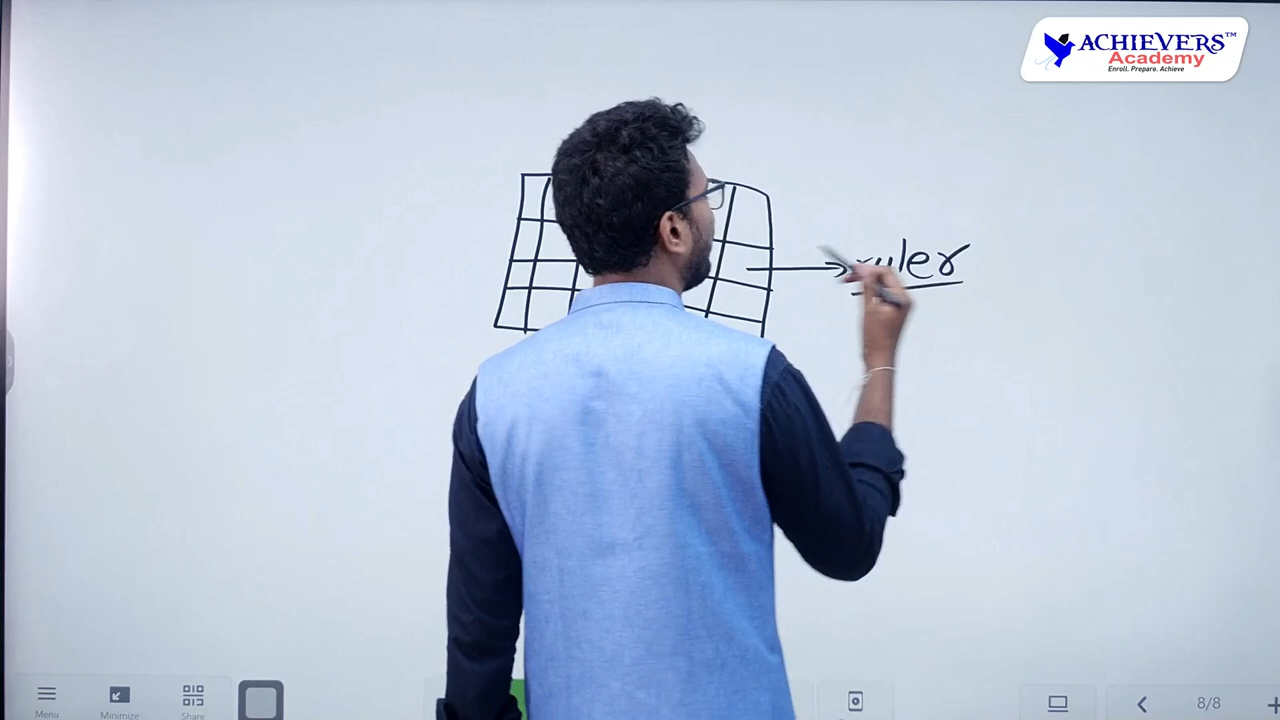 ACHIEVERS™
Academy
Enroll. Prepare. Achieve
ruler
Menu
Minimize
Share
8/8